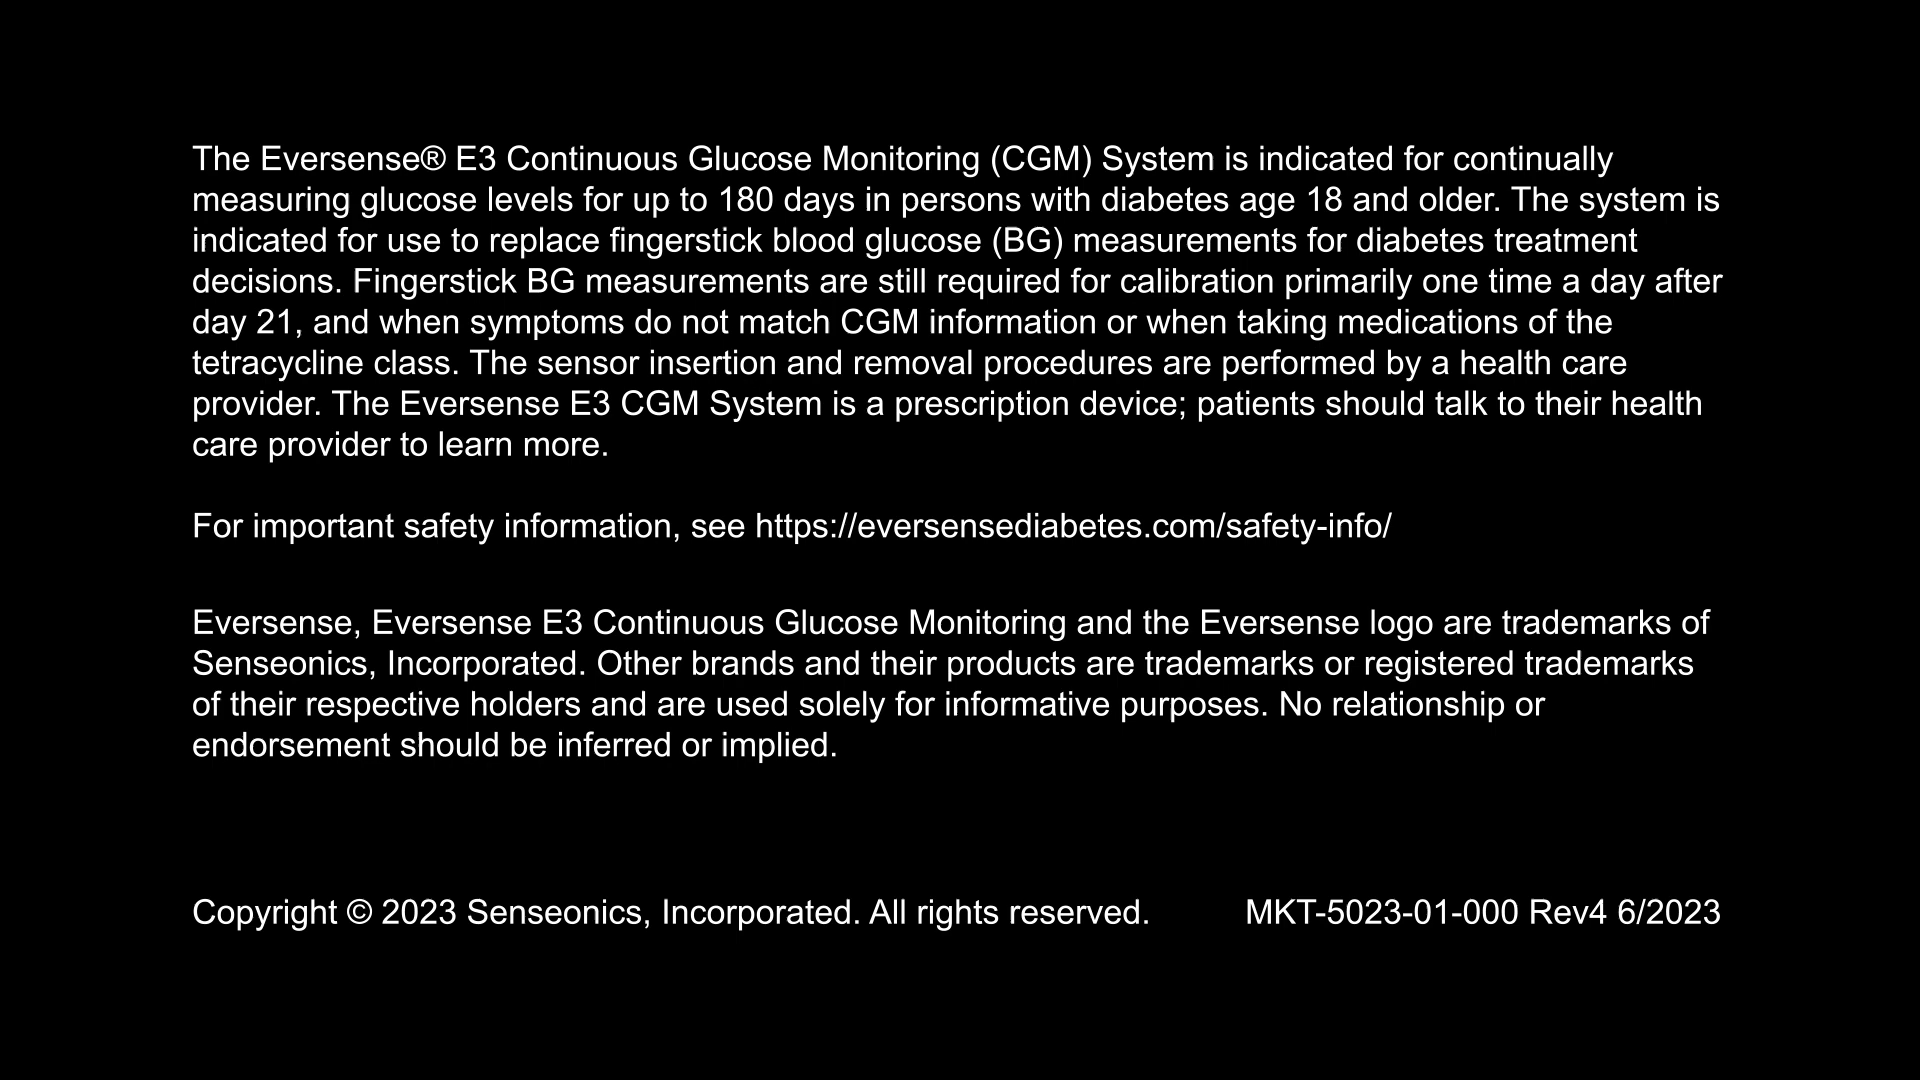 The Eversense® E3 Continuous Glucose Monitoring (CGM) System is indicated for continually
measuring glucose levels for up to 180 days in persons with diabetes age 18 and older. The system is
indicated for use to replace fingerstick blood glucose (BG) measurements for diabetes treatment
decisions. Fingerstick BG measurements are still required for calibration primarily one time a day after
day 21, and when symptoms do not match CGM information or when taking medications of the
tetracycline class. The sensor insertion and removal procedures are performed by a health care
provider. The Eversense E3 CGM System is a prescription device; patients should talk to their health
care provider to learn more.
For important safety information, see https://eversensediabetes.com/safety-info/
Eversense, Eversense E3 Continuous Glucose Monitoring and the Eversense logo are trademarks of
Senseonics, Incorporated. Other brands and their products are trademarks or registered trademarks
of their respective holders and are used solely for informative purposes. No relationship or
endorsement should be inferred or implied.
Copyright © 2023 Senseonics, Incorporated. All rights reserved. MKT-5023-01-000 Rev4 6/2023